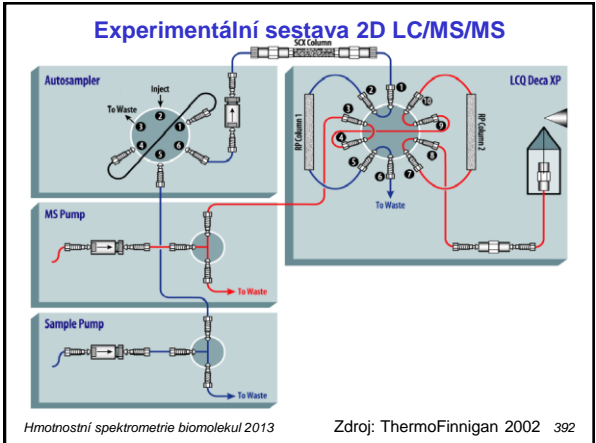 Experimentální sestava 2D LC/MS/MS
SCX Column
Autosampler
Inject
To Waste
2
3
1
4
6
5
LCQ Deca XP
RP Column 1
RP Column 2
1
2
10
3
9
4
8
5
7
6
To Waste
MS Pump
To Waste
Sample Pump
To Waste
Hmotnostní spektrometrie biomolekul 2013
Zdroj: ThermoFinnigan 2002 392